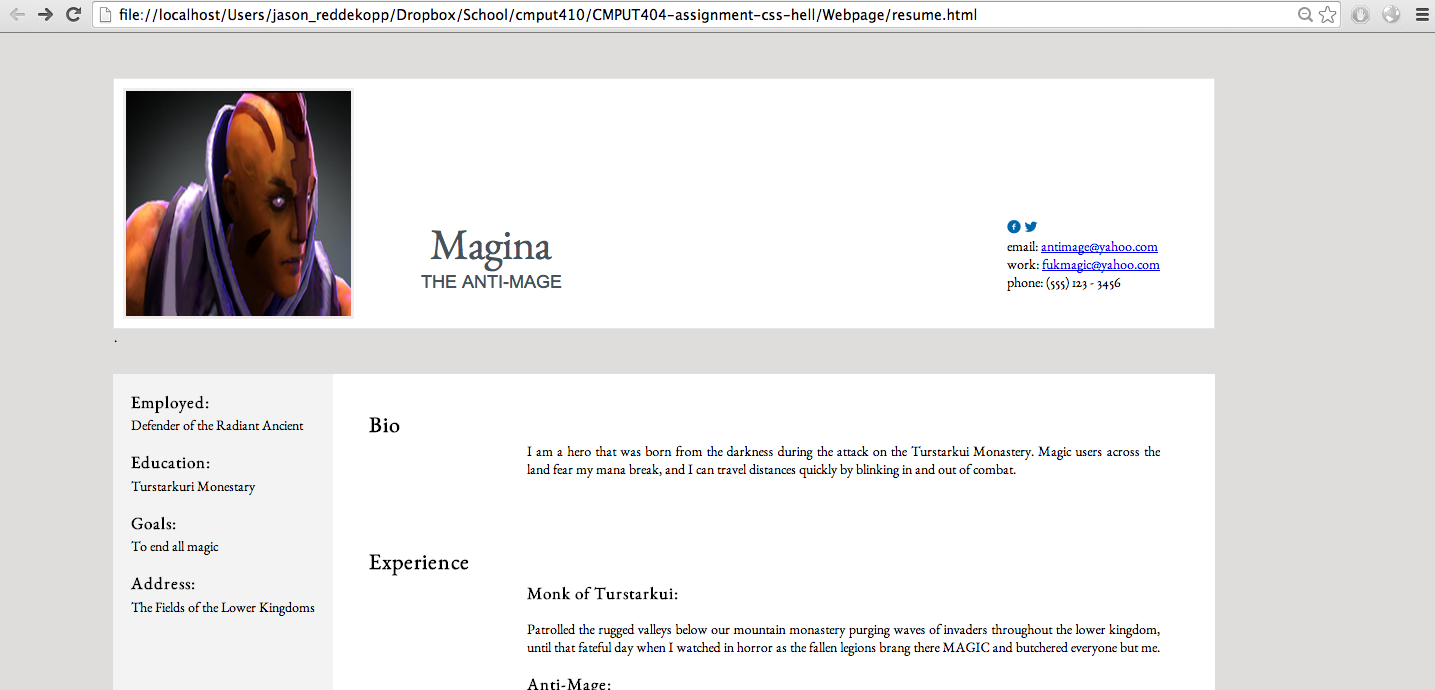 file://localhost/Users/jason_reddekopp/Dropbox/School/cmput410/CMPUT404-assignment-css-hell/Webpage/resume.html
Magina
THE ANTI-MAGE
email: antimage@yahoo.com
work: fukmagic@yahoo.com
phone: (555) 123 - 3456
.
Employed:
Defender of the Radiant Ancient
Education:
Turstarkuri Monestary
Goals:
To end all magic
Address:
The Fields of the Lower Kingdoms
Bio
I am a hero that was born from the darkness during the attack on the Turstarkui Monastery. Magic users across the
land fear my mana break, and I can travel distances quickly by blinking in and out of combat.
Experience
Monk of Turstarkui:
Patrolled the rugged valleys below our mountain monastery purging waves of invaders throughout the lower kingdom,
until that fateful day when I watched in horror as the fallen legions brang there MAGIC and butchered everyone but me.
Anti-Mage: